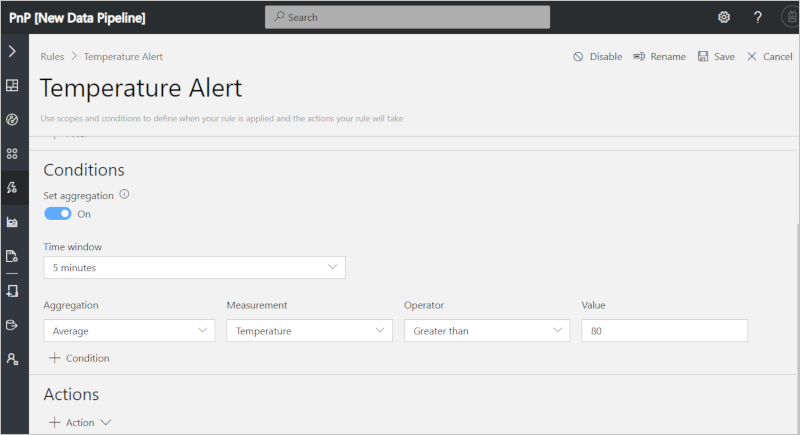 PnP [New Data Pipeline]
Search
?
Rules > Temperature Alert
Disable Rename Save Cancel
Temperature Alert
Use scopes and conditions to define when your rule is applied and the actions your rule will take
Conditions
Set aggregation
On
Time window
5 minutes
Aggregation Measurement Operator Value
Average Temperature Greater than 80
+ Condition
Actions
+ Action